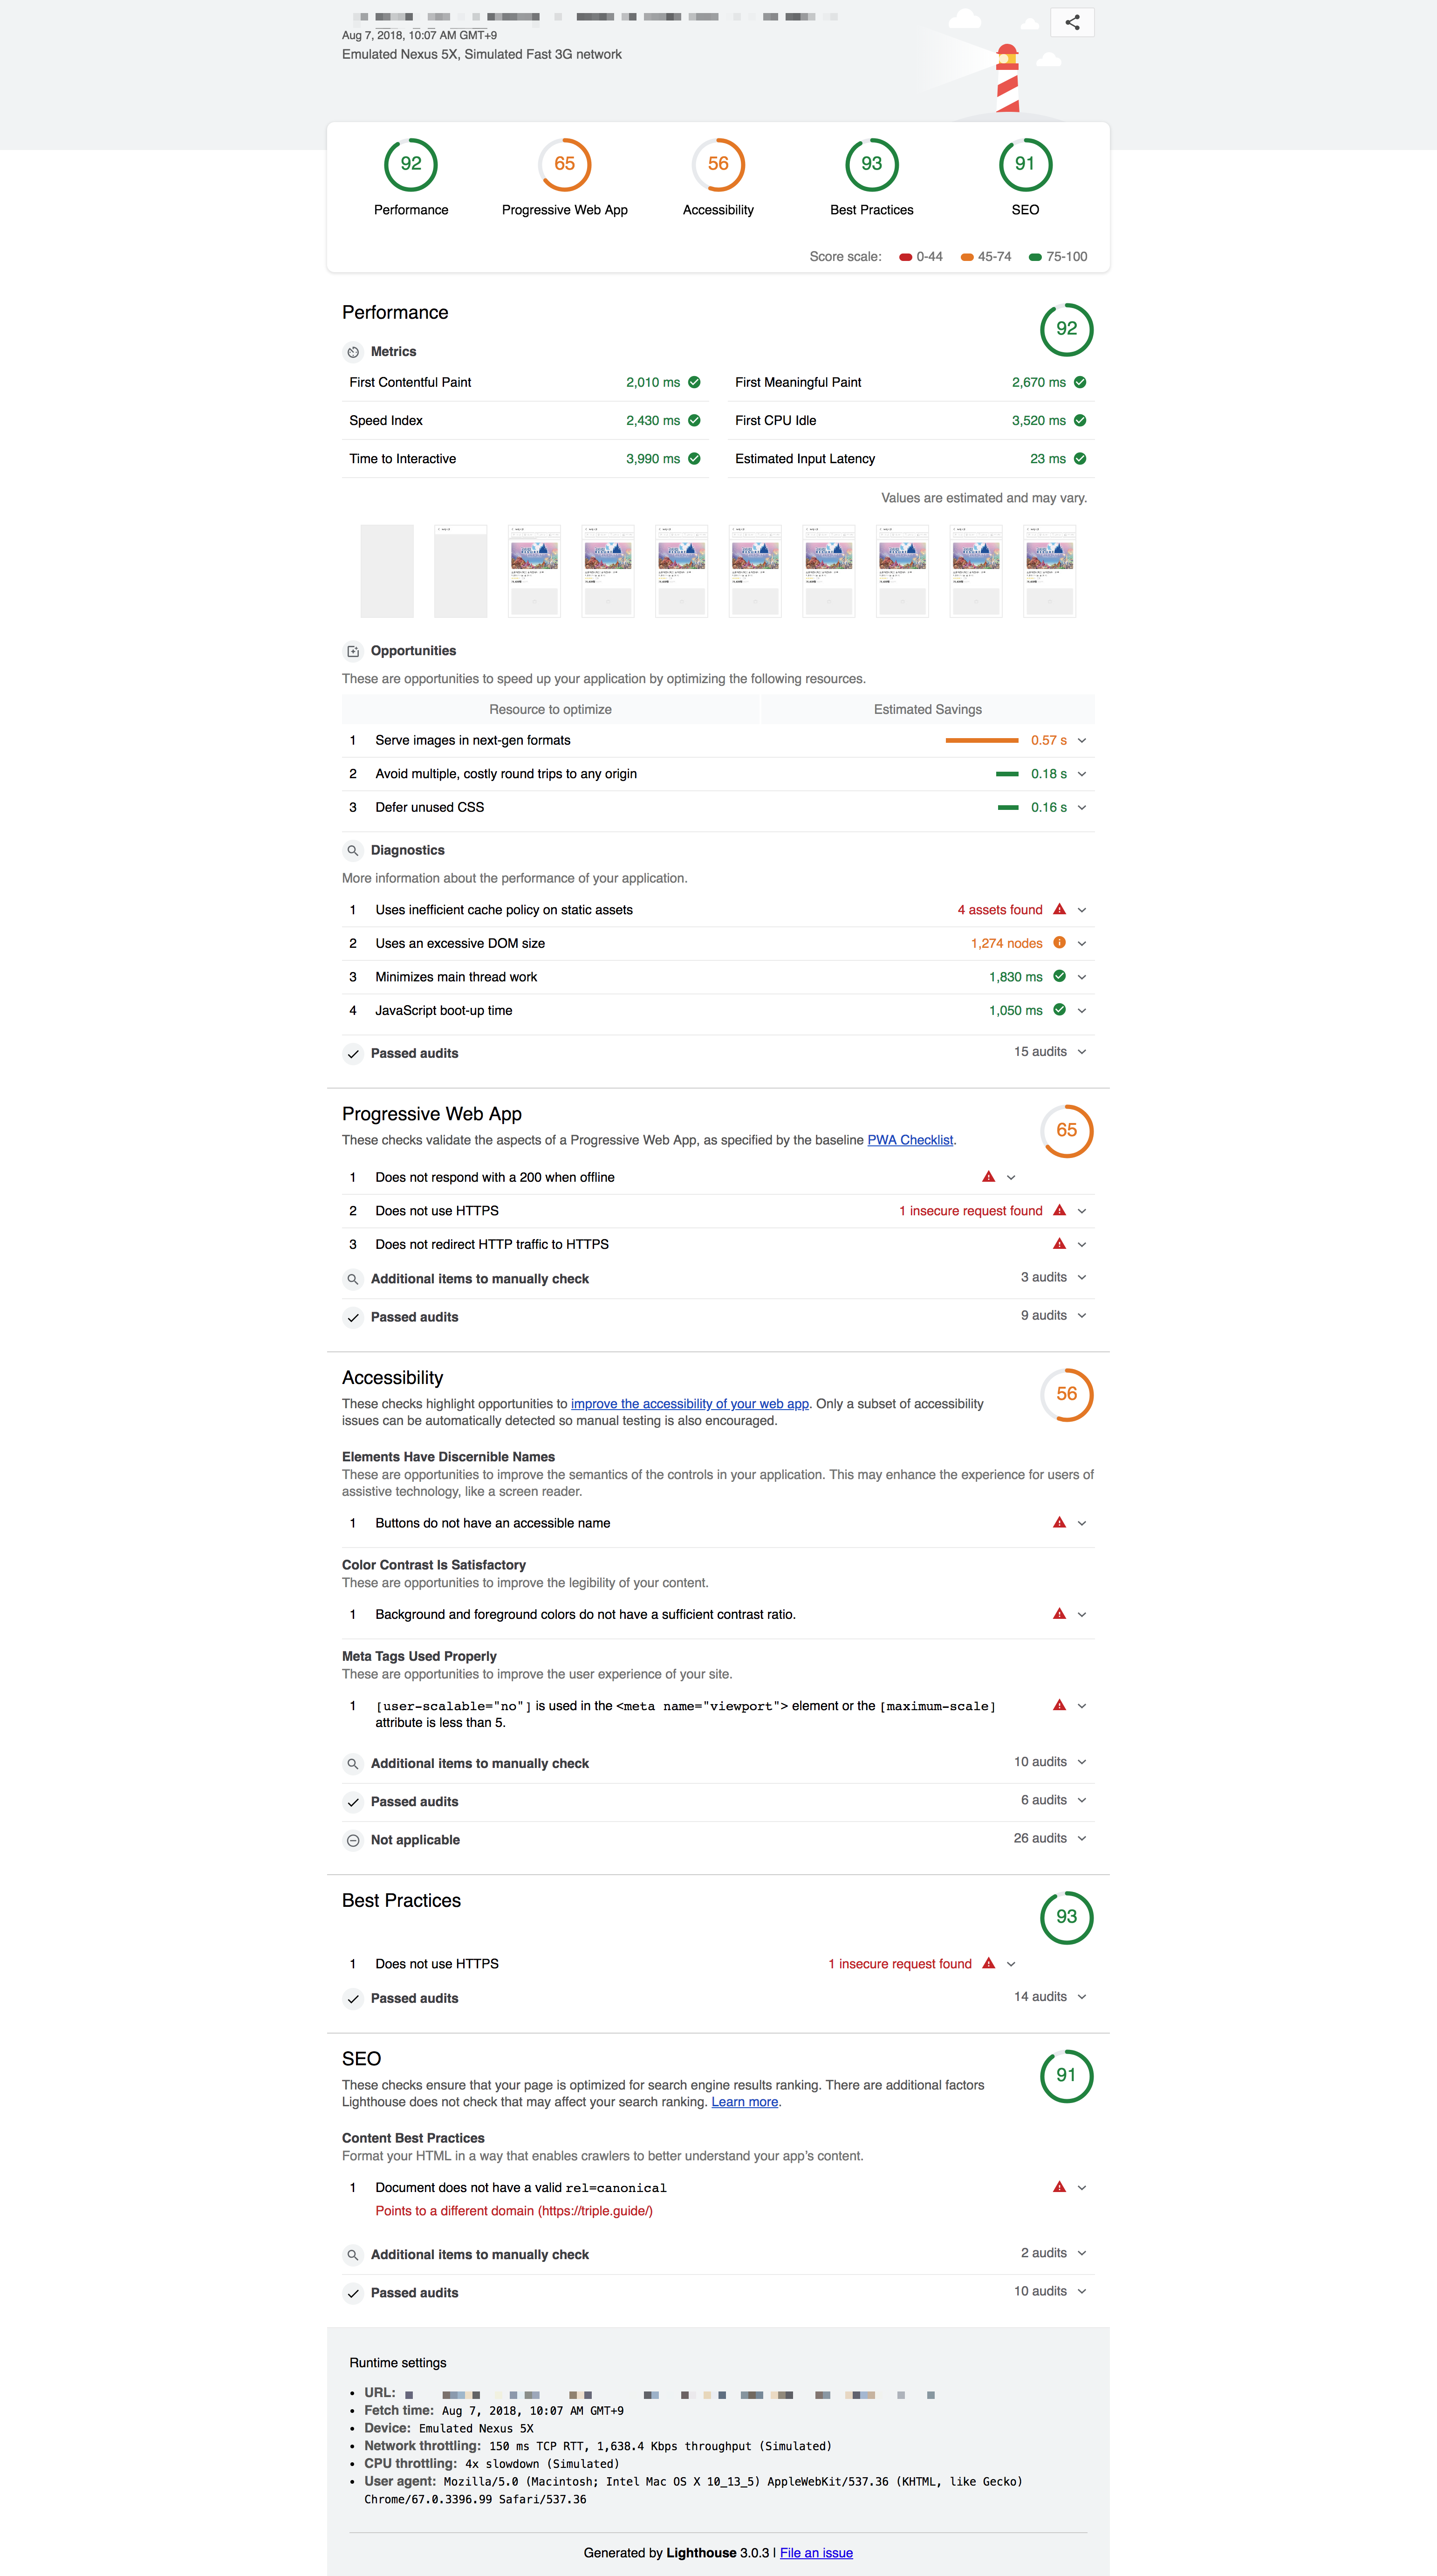 Aug 7, 2018, 10:07 AM GMT+9
Emulated Nexus 5X, Simulated Fast 3G network
92 65 56 93 91
Performance Progressive Web App Accessibility Best Practices SEO
Score scale: 0-44 45-74 75-100
Performance 92
Metrics
First Contentful Paint 2,010 ms First Meaningful Paint 2,670 ms
Speed Index 2,430 ms First CPU Idle 3,520 ms
Time to Interactive 3,990 ms Estimated Input Latency 23 ms
Values are estimated and may vary.
Opportunities
These are opportunities to speed up your application by optimizing the following resources.
Resource to optimize Estimated Savings
1 Serve images in next-gen formats 0.57 s
2 Avoid multiple, costly round trips to any origin 0.18 s
3 Defer unused CSS 0.16 s
Diagnostics
More information about the performance of your application.
1 Uses inefficient cache policy on static assets 4 assets found
2 Uses an excessive DOM size 1,274 nodes
3 Minimizes main thread work 1,830 ms
4 JavaScript boot-up time 1,050 ms
Passed audits 15 audits
Progressive Web App 65
These checks validate the aspects of a Progressive Web App, as specified by the baseline PWA Checklist.
1 Does not respond with a 200 when offline
2 Does not use HTTPS 1 insecure request found
3 Does not redirect HTTP traffic to HTTPS
Additional items to manually check 3 audits
Passed audits 9 audits
Accessibility 56
These checks highlight opportunities to improve the accessibility of your web app. Only a subset of accessibility
issues can be automatically detected so manual testing is also encouraged.
Elements Have Discernible Names
These are opportunities to improve the semantics of the controls in your application. This may enhance the experience for users of
assistive technology, like a screen reader.
1 Buttons do not have an accessible name
Color Contrast Is Satisfactory
These are opportunities to improve the legibility of your content.
1 Background and foreground colors do not have a sufficient contrast ratio.
Meta Tags Used Properly
These are opportunities to improve the user experience of your site.
1 [user-scalable="no"] is used in the <meta name="viewport"> element or the [maximum-scale]
attribute is less than 5.
Additional items to manually check 10 audits
Passed audits 6 audits
Not applicable 26 audits
Best Practices 93
1 Does not use HTTPS 1 insecure request found
Passed audits 14 audits
SEO 91
These checks ensure that your page is optimized for search engine results ranking. There are additional factors
Lighthouse does not check that may affect your search ranking. Learn more.
Content Best Practices
Format your HTML in a way that enables crawlers to better understand your app's content.
1 Document does not have a valid rel=canonical
Points to a different domain (https://triple.guide/)
Additional items to manually check 2 audits
Passed audits 10 audits
Runtime settings
• URL:
• Fetch time: Aug 7, 2018, 10:07 AM GMT+9
• Device: Emulated Nexus 5X
• Network throttling: 150 ms TCP RTT, 1,638.4 Kbps throughput (Simulated)
• CPU throttling: 4x slowdown (Simulated)
• User agent: Mozilla/5.0 (Macintosh; Intel Mac OS X 10_13_5) AppleWebKit/537.36 (KHTML, like Gecko)
Chrome/67.0.3396.99 Safari/537.36
Generated by Lighthouse 3.0.3 | File an issue